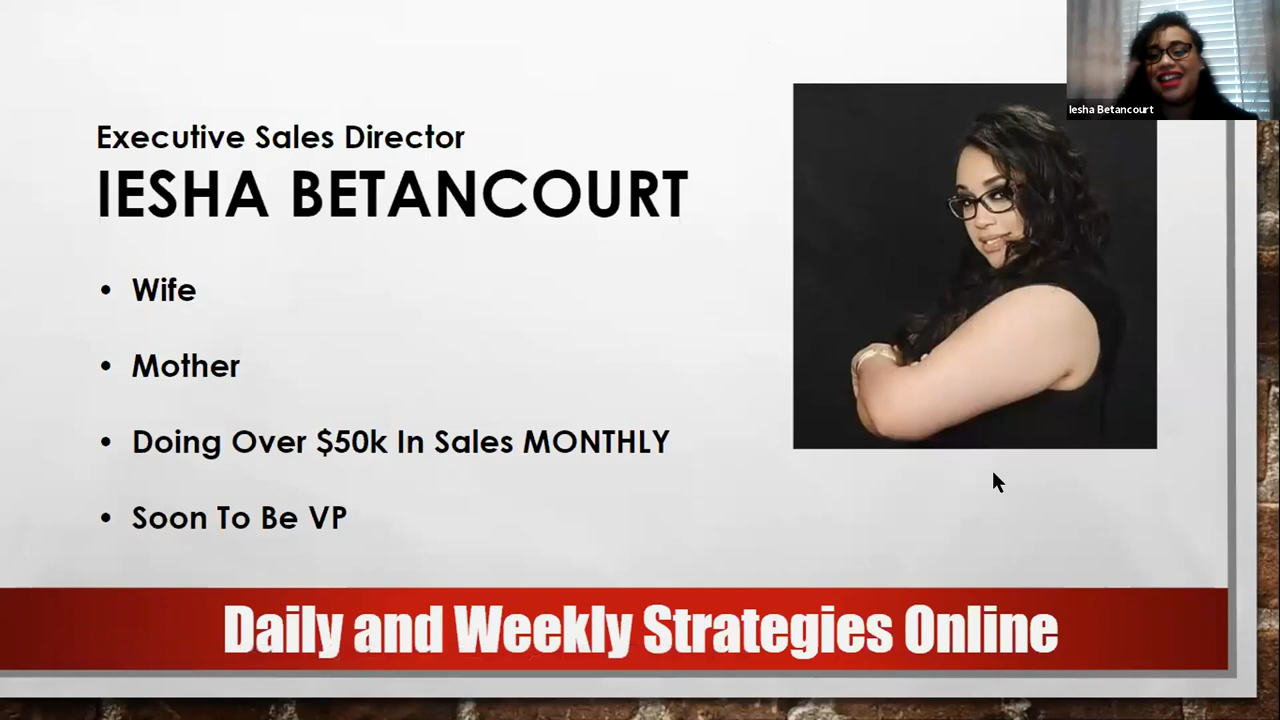 Executive Sales Director
IESHA BETANCOURT
• Wife
• Mother
• Doing Over $50k In Sales MONTHLY
• Soon To Be VP
Daily and Weekly Strategies Online
Iesha Betancourt